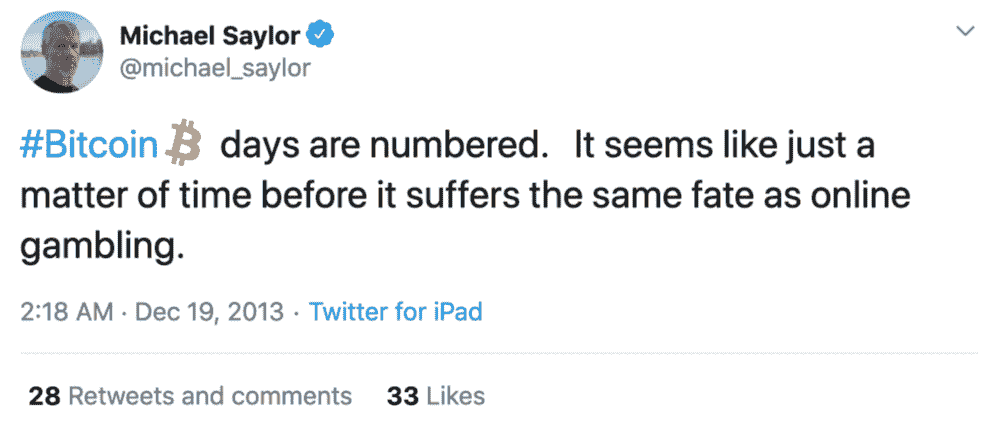 Michael Saylor
@michael_saylor
#Bitcoin days are numbered. It seems like just a
matter of time before it suffers the same fate as online
gambling.
2:18 AM · Dec 19, 2013 · Twitter for iPad
28 Retweets and comments 33 Likes